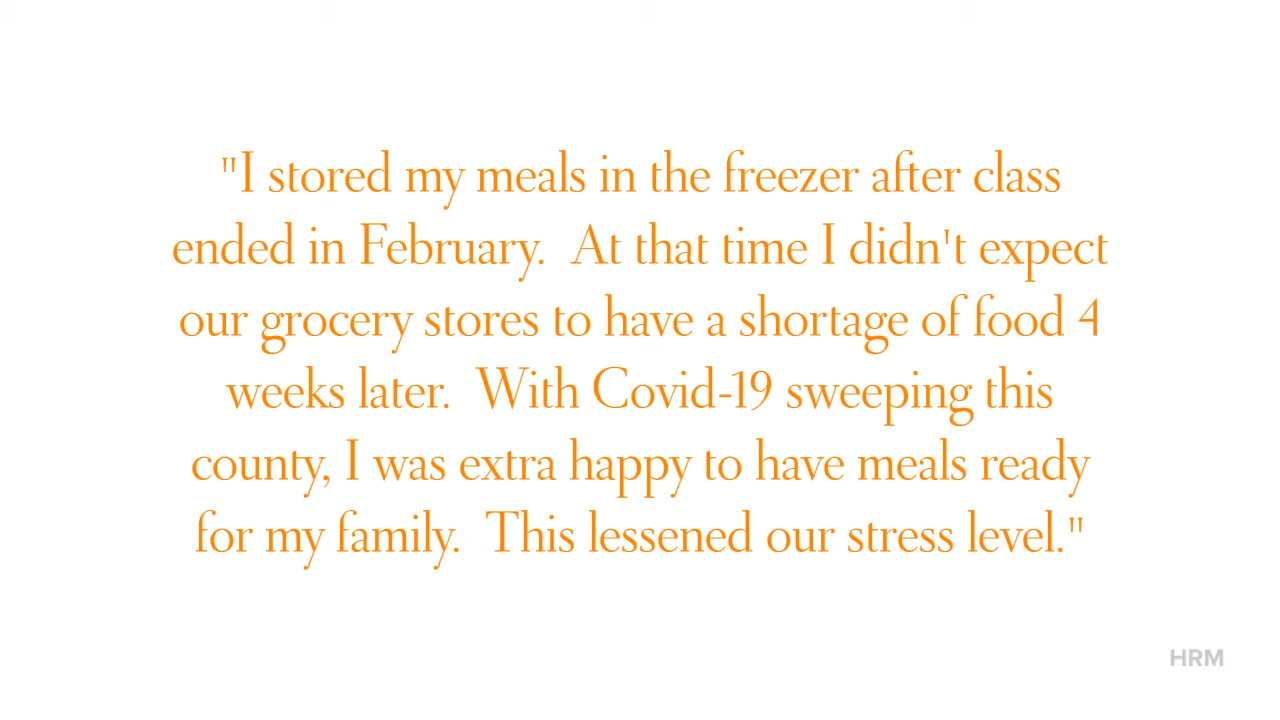 "I stored my meals in the freezer after class
ended in February.  At that time I didn't expect
our grocery stores to have a shortage of food 4
weeks later.  With Covid-19 sweeping this
county, I was extra happy to have meals ready
for my family.  This lessened our stress level."
HRM